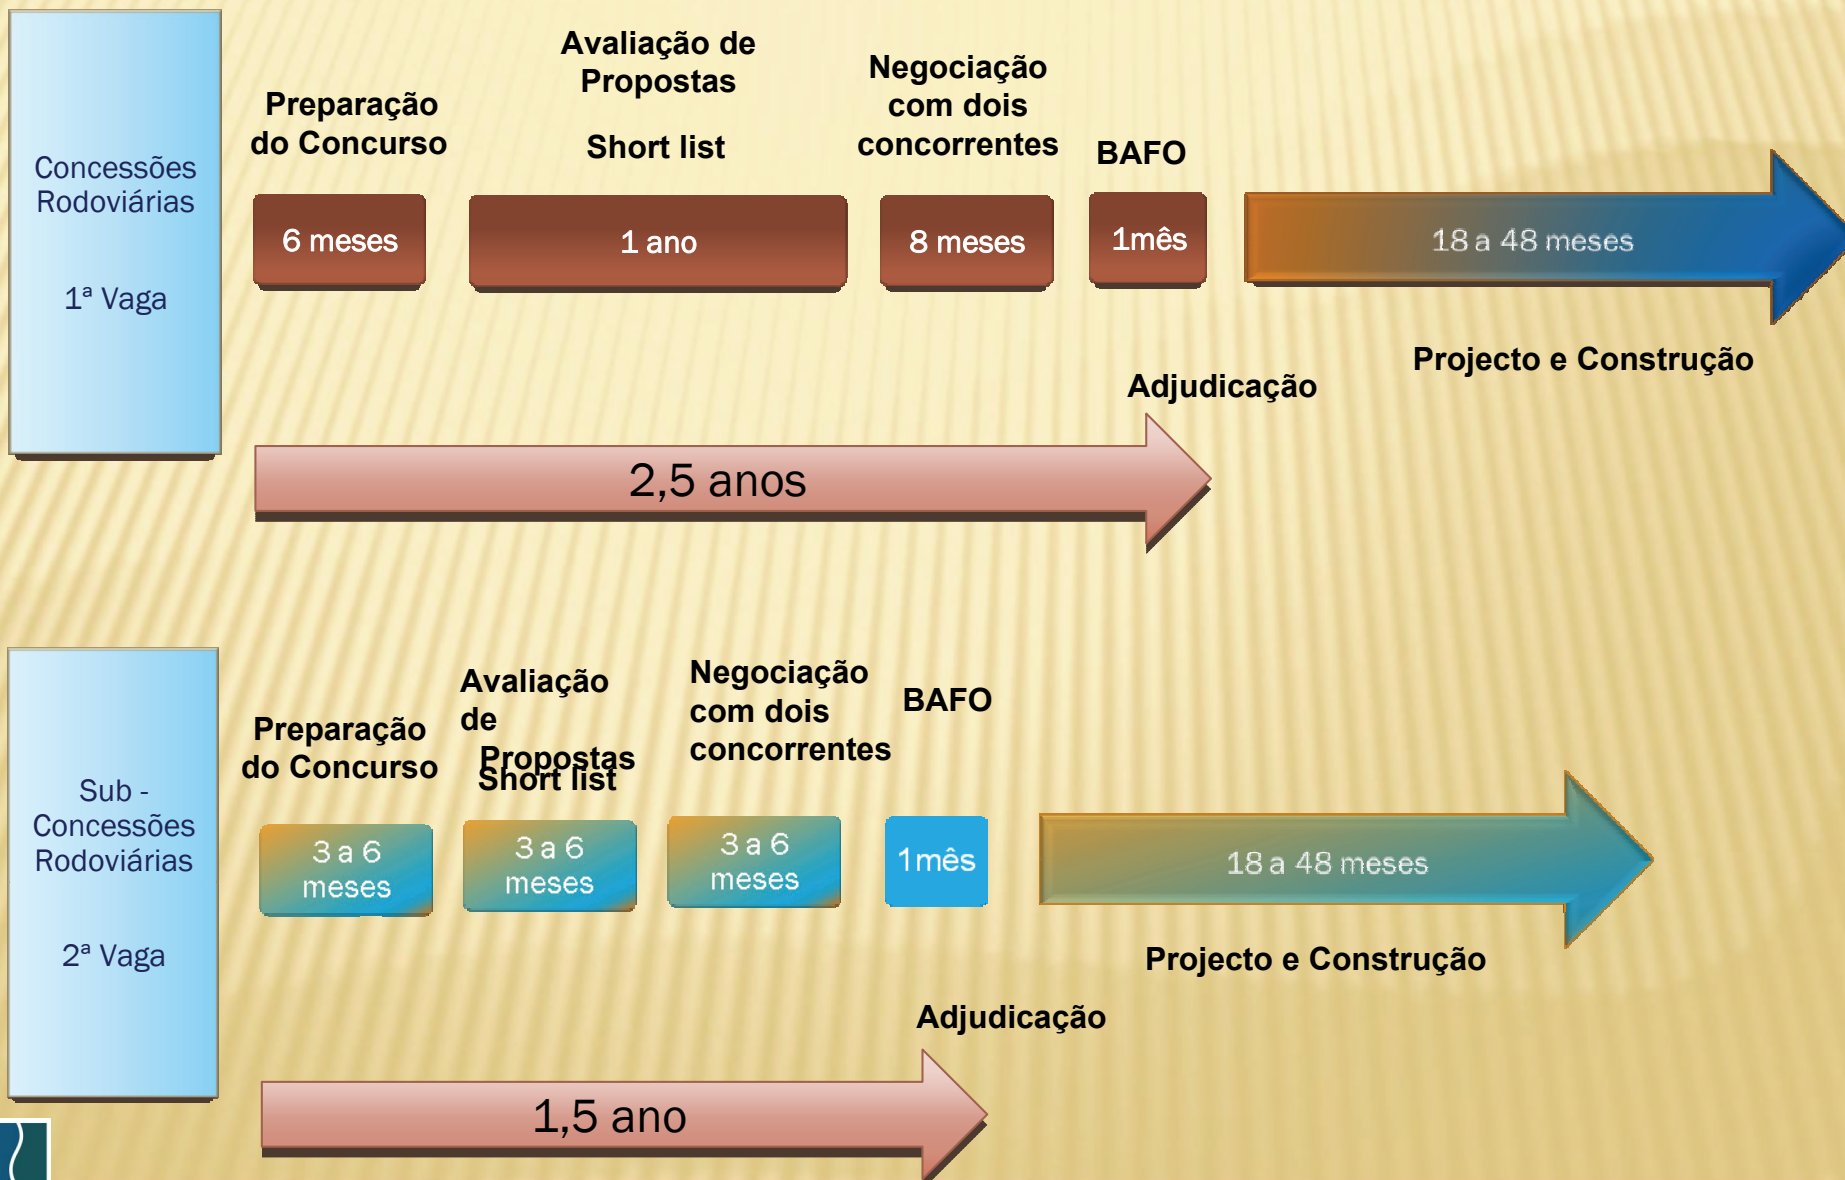 Concessões
Rodoviárias
1ª Vaga
Preparação
do Concurso
Avaliação de
Propostas
Short list
Negociação
com dois
concorrentes
BAFO
6 meses
1 ano
8 meses
1mês
18 a 48 meses
Projecto e Construção
Adjudicação
2,5 anos
Sub -
Concessões
Rodoviárias
2ª Vaga
Preparação
do Concurso
Avaliação
de
Propostas
Short list
Negociação
com dois
concorrentes
BAFO
3 a 6
meses
3 a 6
meses
3 a 6
meses
1mês
18 a 48 meses
Projecto e Construção
Adjudicação
1,5 ano